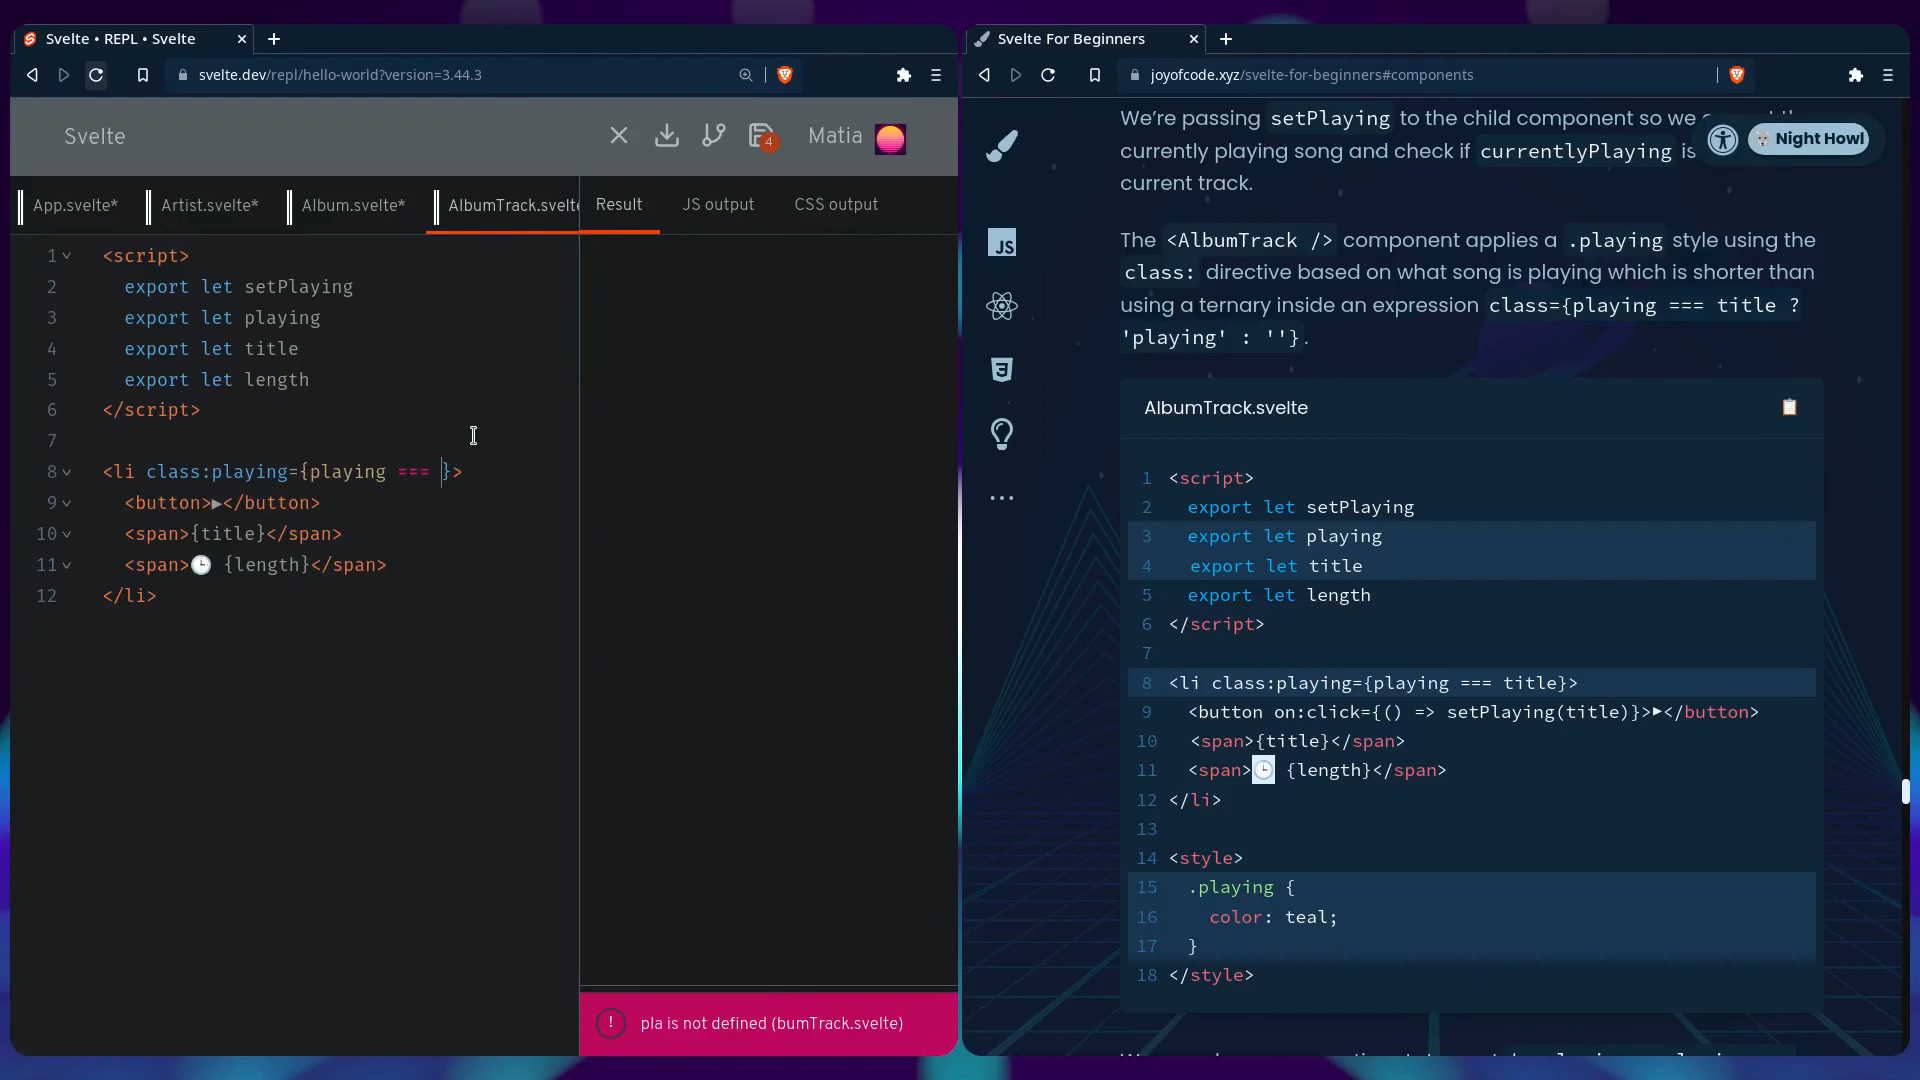 Svelte • REPL • Svelte
svelte.dev/repl/hello-world?version=3.44.3
Svelte
4
Matia
App.svelte*
Artist.svelte*
Album.svelte*
AlbumTrack.svelte
Result
JS output
CSS output
1 <script>
2 export let setPlaying
3 export let playing
4 export let title
5 export let length
6 </script>
7
8 <li class:playing={playing === }>
9 <button>▶</button>
10 <span>{title}</span>
11 <span>🕒 {length}</span>
12 </li>
! pla is not defined (bumTrack.svelte)
Svelte For Beginners
joyofcode.xyz/svelte-for-beginners#components
We're passing setPlaying to the child component so we
currently playing song and check if currentlyPlaying is
current track.
Night Howl
JS
The <AlbumTrack /> component applies a .playing style using the
class: directive based on what song is playing which is shorter than
using a ternary inside an expression class={playing === title ?
'playing' : ''}.
AlbumTrack.svelte
1 <script>
2 export let setPlaying
3 export let playing
4 export let title
5 export let length
6 </script>
7
8 <li class:playing={playing === title}>
9 <button on:click={() => setPlaying(title)}>▶</button>
10 <span>{title}</span>
11 <span>🕒 {length}</span>
12 </li>
13
14 <style>
15 .playing {
16 color: teal;
17 }
18 </style>